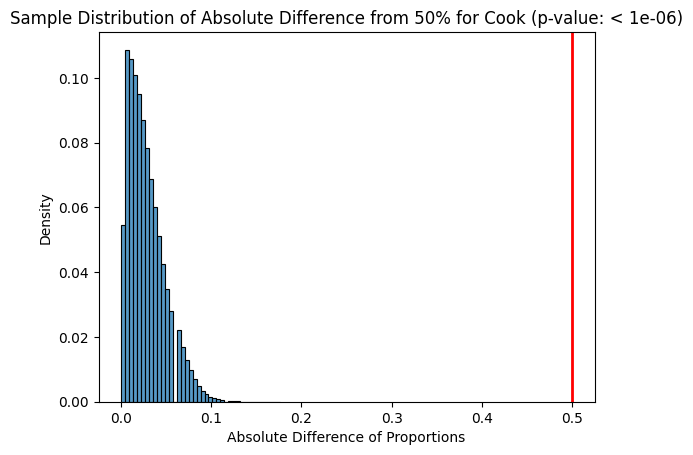 Sample Distribution of Absolute Difference from 50% for Cook (p-value: < 1e-06)
Density
0.10
0.08
0.06
0.04
0.02
0.00
0.0 0.1 0.2 0.3 0.4 0.5
Absolute Difference of Proportions